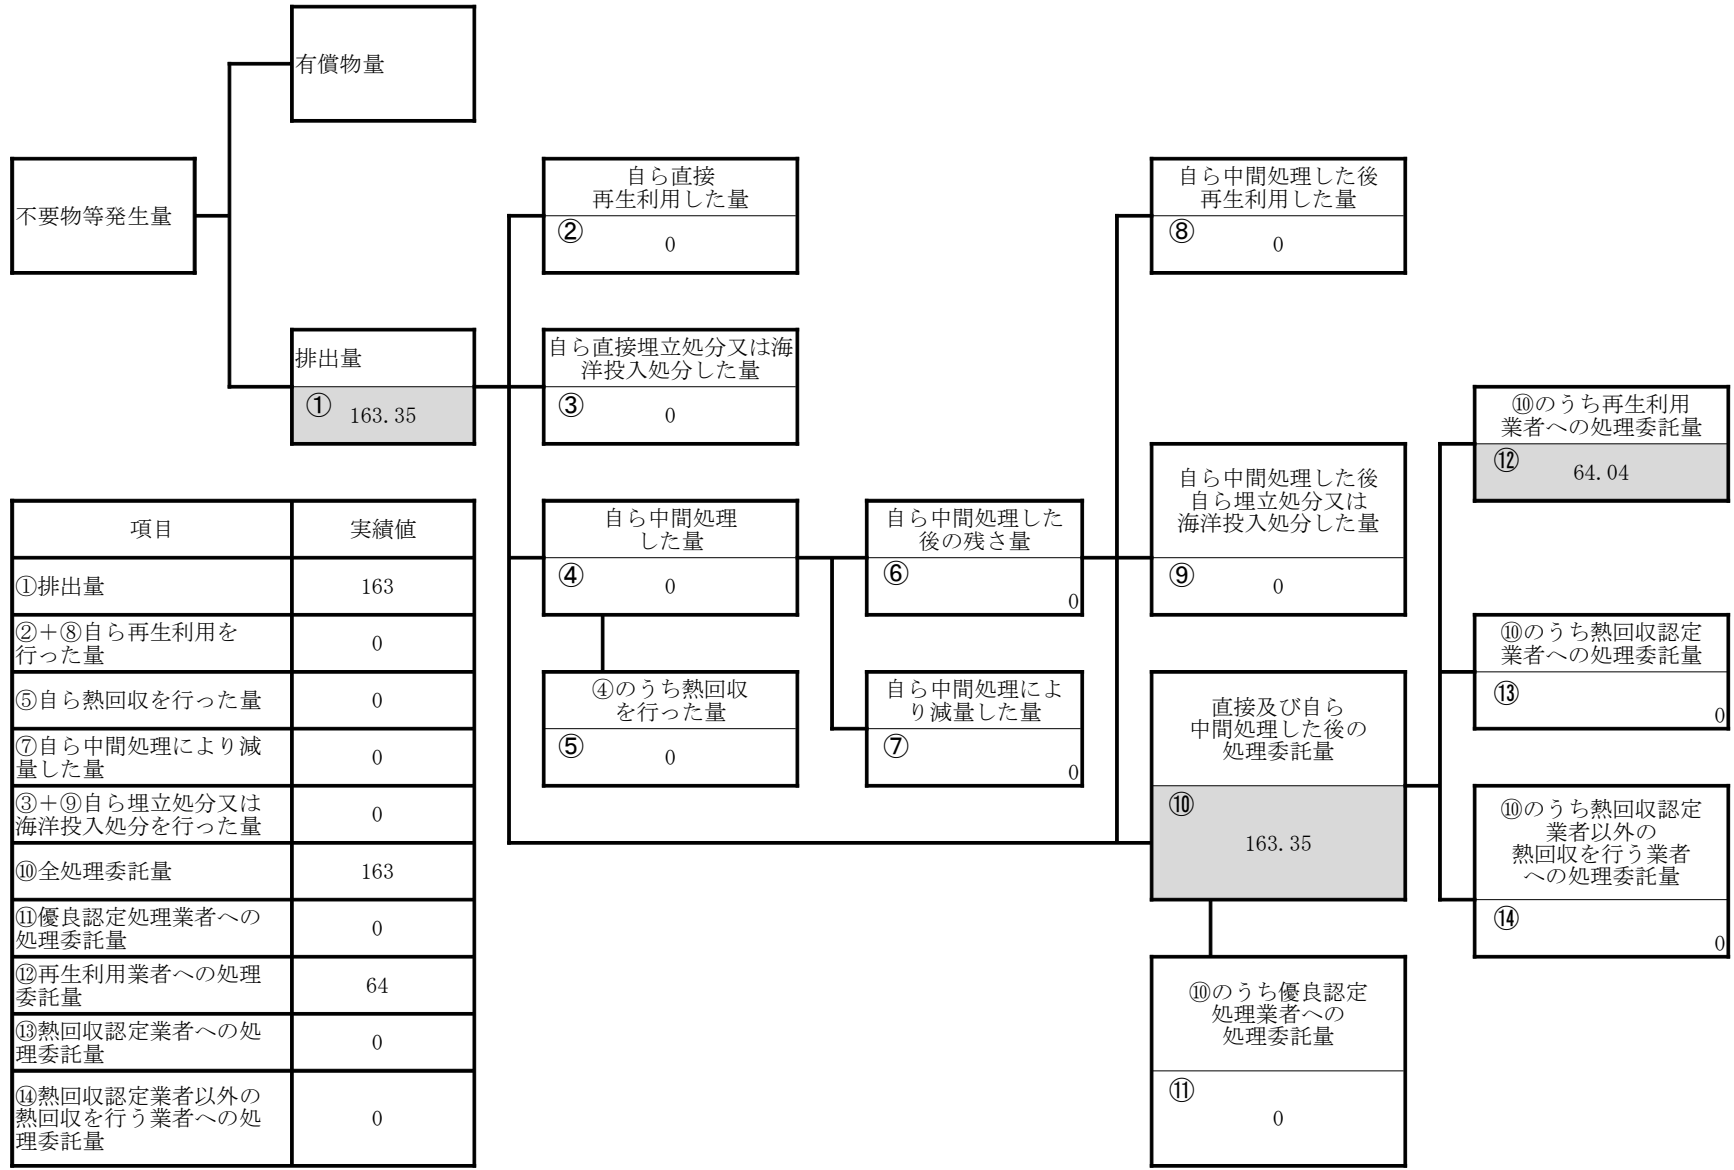 有償物量
不要物等発生量
排出量
①
163.35
自ら直接
再生利用した量
②
0
自ら直接埋立処分又は海
洋投入処分した量
③
0
自ら中間処理
した量
④
0
④のうち熱回収
を行った量
⑤
0
自ら中間処理した
後の残さ量
⑥
0
自ら中間処理によ
り減量した量
⑦
0
自ら中間処理した後
再生利用した量
⑧
0
自ら中間処理した後
自ら埋立処分又は
海洋投入処分した量
⑨
0
直接及び自ら
中間処理した後の
処理委託量
⑩
163.35
⑩のうち優良認定
処理業者への
処理委託量
⑪
0
⑩のうち再生利用
業者への処理委託量
⑫
64.04
⑩のうち熱回収認定
業者への処理委託量
⑬
0
⑩のうち熱回収認定
業者以外の
熱回収を行う業者
への処理委託量
⑭
0
項目 実績値
①排出量 163
②+⑧自ら再生利用を
行った量 0
⑤自ら熱回収を行った量 0
⑦自ら中間処理により減
量した量 0
③+⑨自ら埋立処分又は
海洋投入処分を行った量 0
⑩全処理委託量 163
⑪優良認定処理業者への
処理委託量 0
⑫再生利用業者への処理
委託量 64
⑬熱回収認定業者への処
理委託量 0
⑭熱回収認定業者以外の
熱回収を行う業者への処
理委託量 0